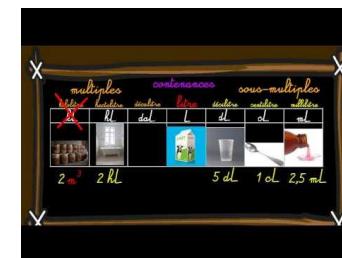 multiples contenances sous-multiples
kilolitre hectolitre décalitre litre décilitre centilitre millilitre
kL hL daL L dL cL mL
2 m³ 2 hL 5 dL 1 cL 2,5 mL